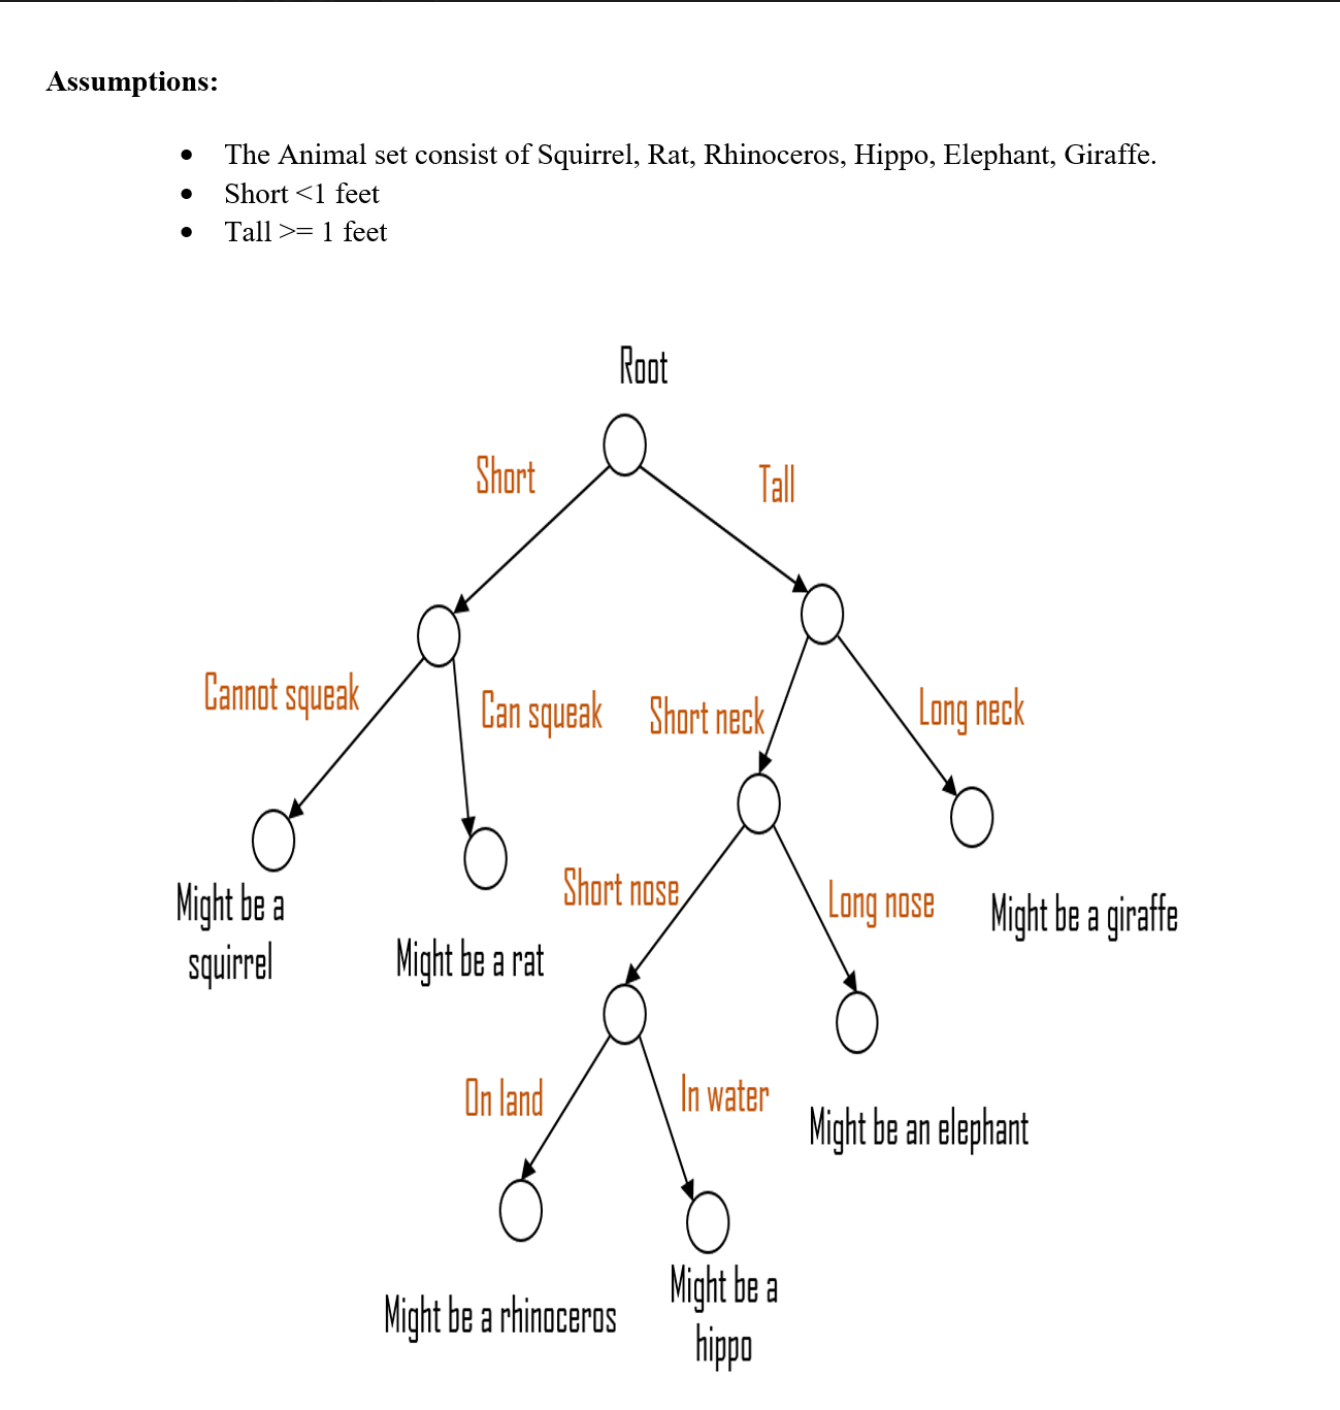 Assumptions:
• The Animal set consist of Squirrel, Rat, Rhinoceros, Hippo, Elephant, Giraffe.
• Short <1 feet
• Tall >= 1 feet
Root
Short
Tall
Cannot squeak
Can squeak
Short neck
Long neck
Might be a
squirrel
Might be a rat
Short nose
Long nose
Might be a giraffe
On land
In water
Might be an elephant
Might be a rhinoceros
Might be a
hippo